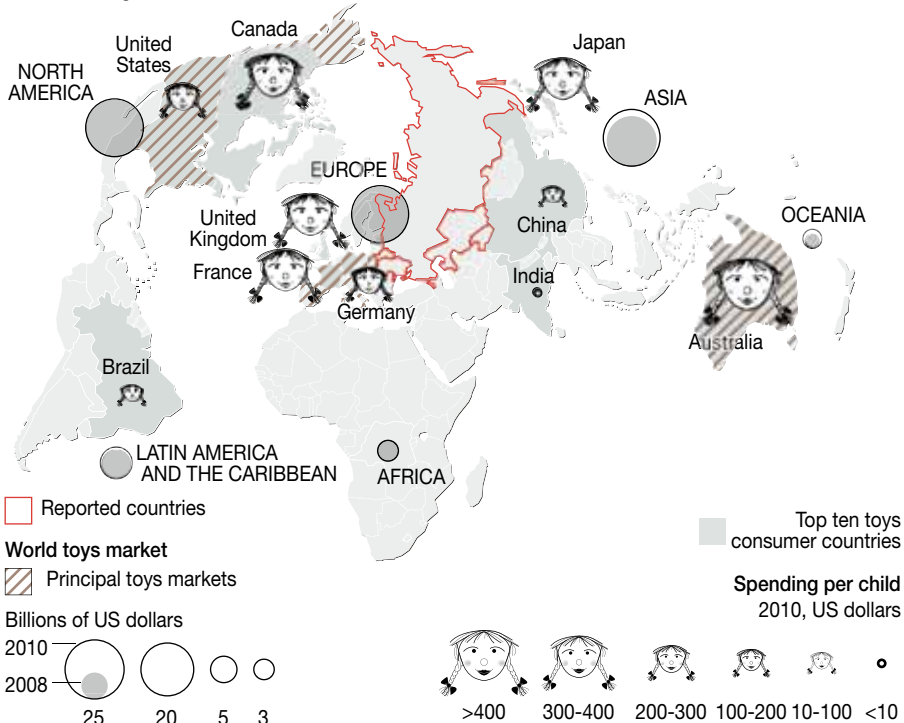 Canada
United
States
Japan
NORTH
AMERICA
ASIA
EUROPE
United
Kingdom
China
OCEANIA
France
India
Germany
Australia
Brazil
LATIN AMERICA
AND THE CARIBBEAN
AFRICA
Reported countries
World toys market
Principal toys markets
Billions of US dollars
2010
2008
25 20 5 3
Top ten toys
consumer countries
Spending per child
2010, US dollars
>400 300-400 200-300 100-200 10-100 <10